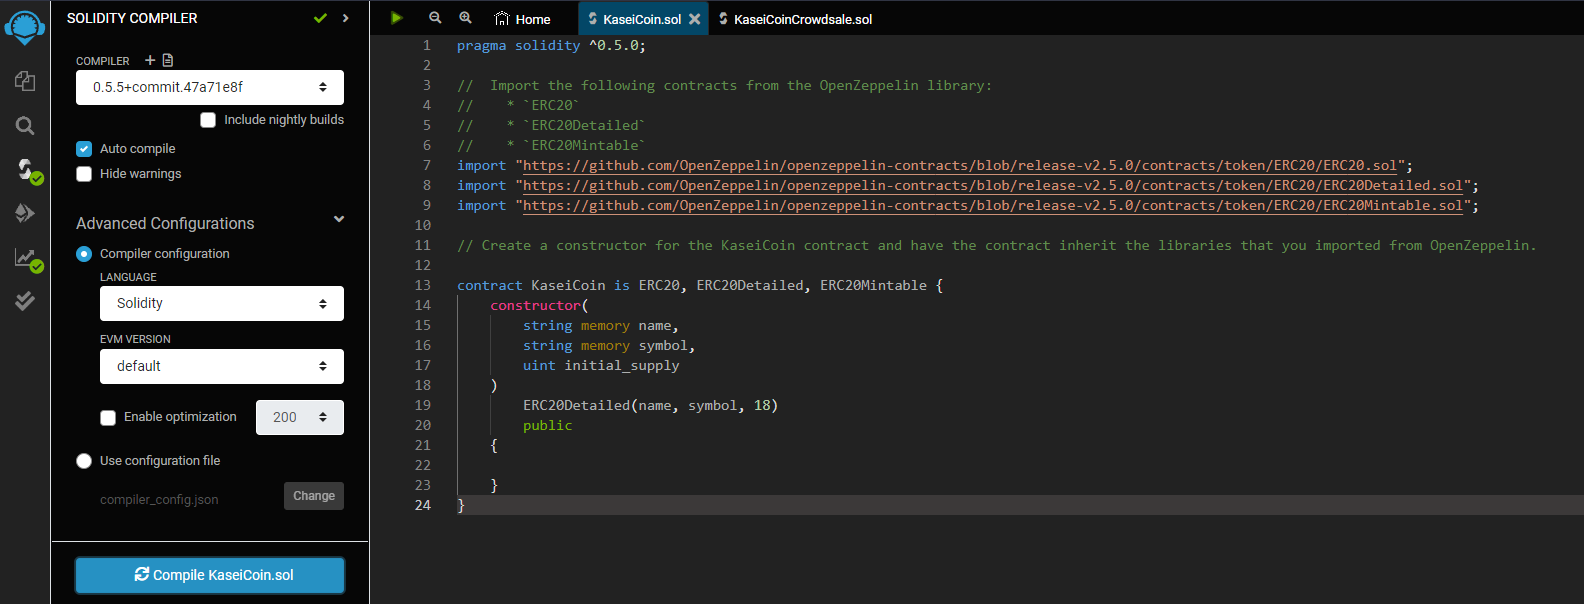 SOLIDITY COMPILER
COMPILER
0.5.5+commit.47a71e8f
Include nightly builds
Auto compile
Hide warnings
Advanced Configurations
Compiler configuration
LANGUAGE
Solidity
EVM VERSION
default
Enable optimization
200
Use configuration file
compiler_config.json
Change
Compile KaseiCoin.sol
Home
KaseiCoin.sol
KaseiCoinCrowdsale.sol
1 pragma solidity ^0.5.0;
2
3 //  Import the following contracts from the OpenZeppelin library:
4 //    * `ERC20`
5 //    * `ERC20Detailed`
6 //    * `ERC20Mintable`
7 import "https://github.com/OpenZeppelin/openzeppelin-contracts/blob/release-v2.5.0/contracts/token/ERC20/ERC20.sol";
8 import "https://github.com/OpenZeppelin/openzeppelin-contracts/blob/release-v2.5.0/contracts/token/ERC20/ERC20Detailed.sol";
9 import "https://github.com/OpenZeppelin/openzeppelin-contracts/blob/release-v2.5.0/contracts/token/ERC20/ERC20Mintable.sol";
10
11 // Create a constructor for the KaseiCoin contract and have the contract inherit the libraries that you imported from OpenZeppelin.
12
13 contract KaseiCoin is ERC20, ERC20Detailed, ERC20Mintable {
14     constructor(
15         string memory name,
16         string memory symbol,
17         uint initial_supply
18     )
19         ERC20Detailed(name, symbol, 18)
20         public
21     {
22
23     }
24 }